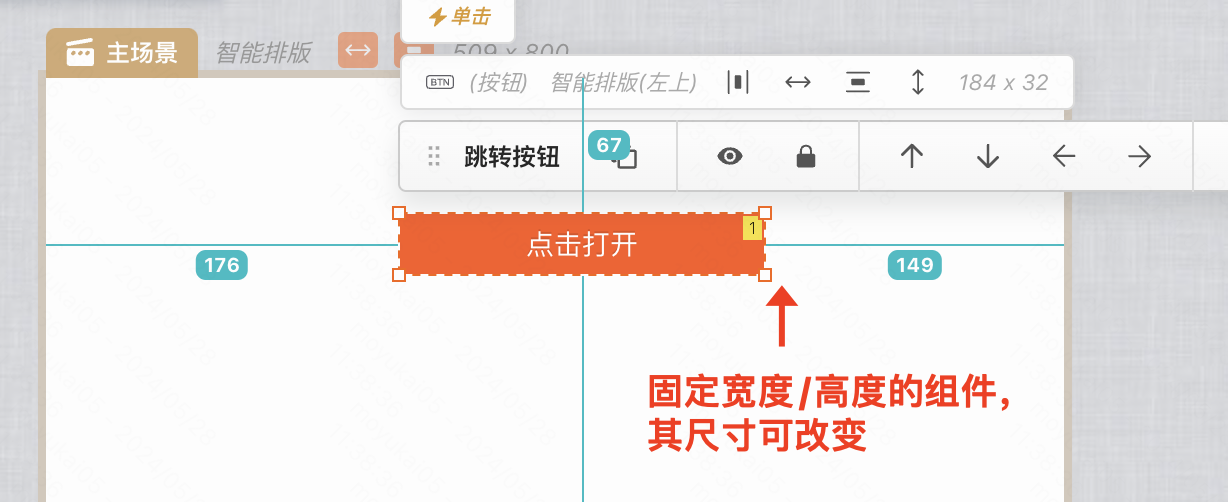 单击
主场景 智能排版 509 x 800
BTN (按钮) 智能排版(左上) 184 x 32
跳转按钮 67
点击打开 1
176 149
固定宽度/高度的组件,
其尺寸可改变